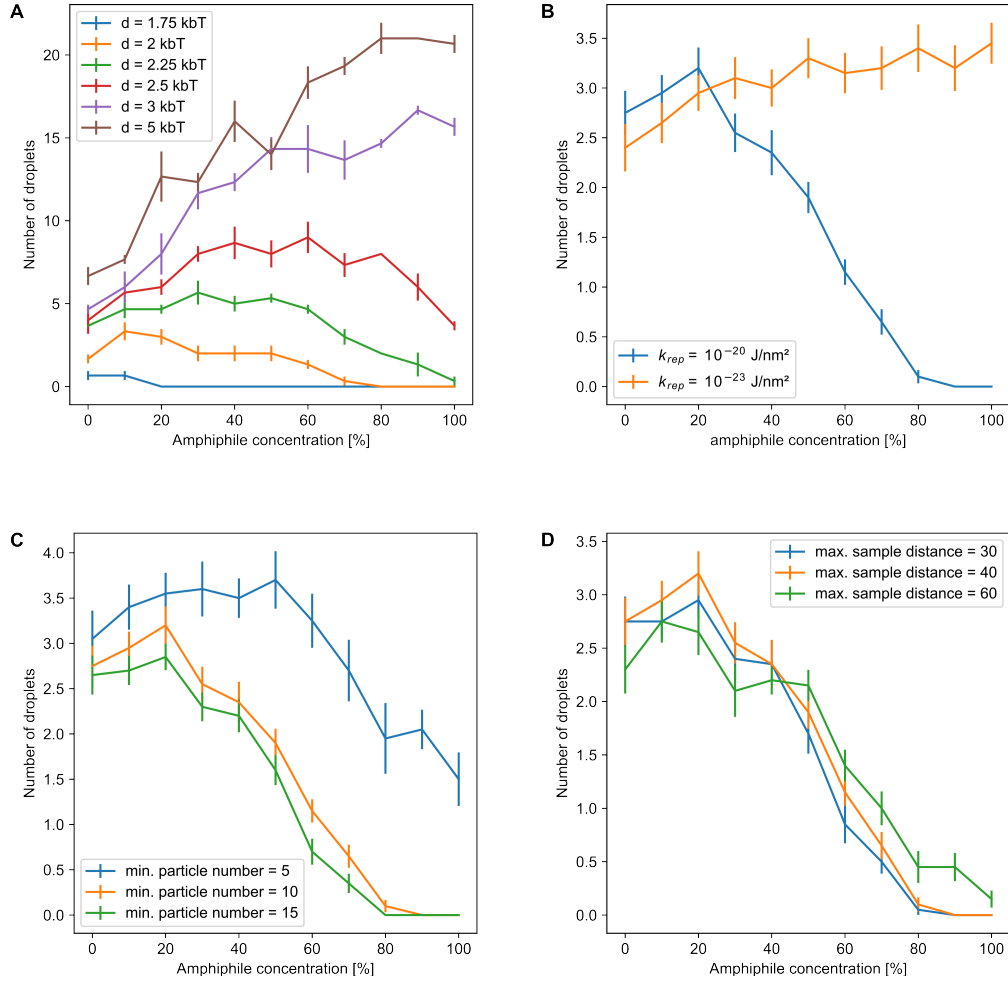 A
d = 1.75 kbT
d = 2 kbT
d = 2.25 kbT
d = 2.5 kbT
d = 3 kbT
d = 5 kbT
Number of droplets
20
15
10
5
0
0 20 40 60 80 100
Amphiphile concentration [%]
B
Number of droplets
3.5
3.0
2.5
2.0
1.5
1.0
0.5
0.0
k_rep = 10⁻²⁰ J/nm²
k_rep = 10⁻²³ J/nm²
0 20 40 60 80 100
amphiphile concentration [%]
C
Number of droplets
4.0
3.5
3.0
2.5
2.0
1.5
1.0
0.5
0.0
min. particle number = 5
min. particle number = 10
min. particle number = 15
0 20 40 60 80 100
Amphiphile concentration [%]
D
max. sample distance = 30
max. sample distance = 40
max. sample distance = 60
Number of droplets
3.5
3.0
2.5
2.0
1.5
1.0
0.5
0.0
0 20 40 60 80 100
Amphiphile concentration [%]